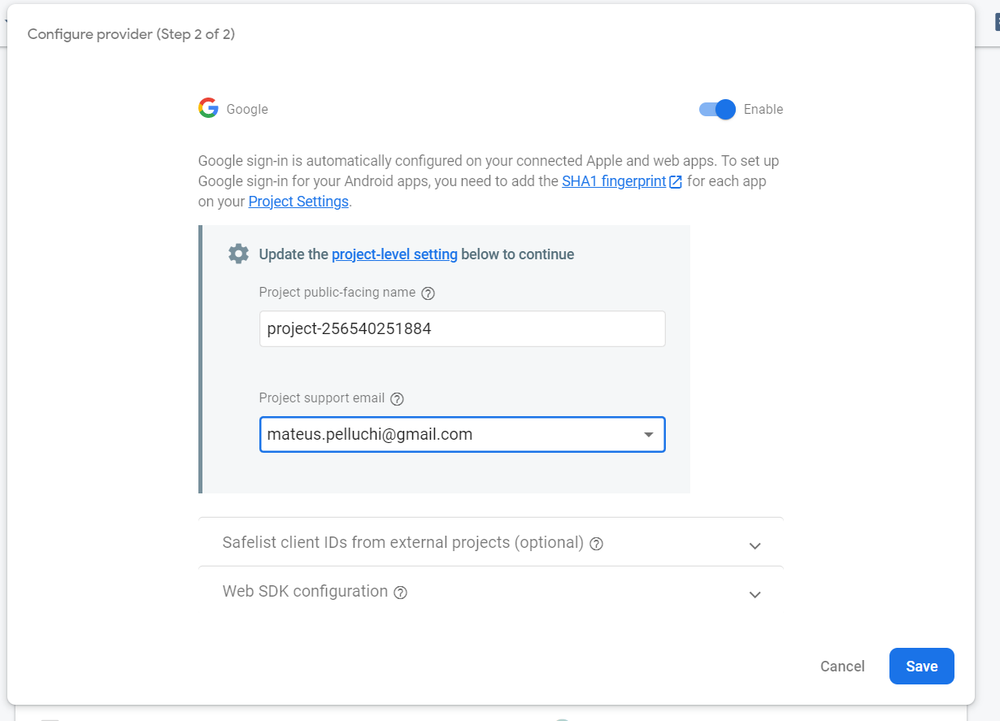 Configure provider (Step 2 of 2)
Google
Enable
Google sign-in is automatically configured on your connected Apple and web apps. To set up
Google sign-in for your Android apps, you need to add the SHA1 fingerprint for each app
on your Project Settings.
Update the project-level setting below to continue
Project public-facing name
project-256540251884
Project support email
mateus.pelluchi@gmail.com
Safelist client IDs from external projects (optional)
Web SDK configuration
Cancel
Save